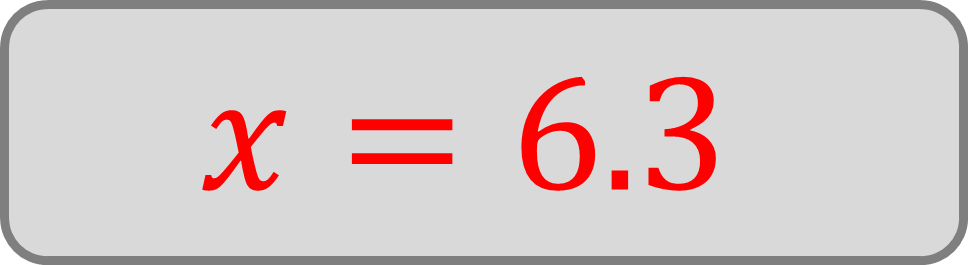 x = 6.3